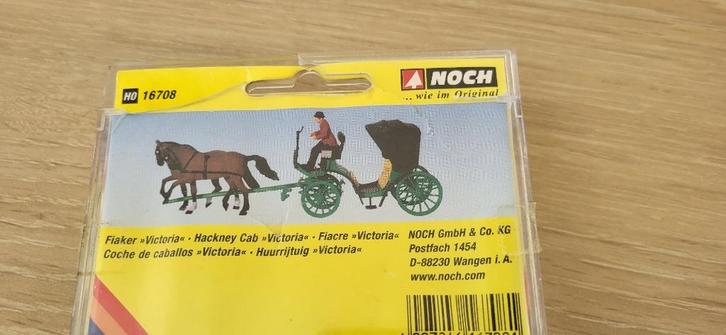 H0 16708
NOCH
... wie im Original
Fiaker »Victoria« · Hackney Cab »Victoria« · Fiacre »Victoria«
Coche de caballos »Victoria« · Huurrijtuig »Victoria«
NOCH GmbH & Co. KG
Postfach 1454
D-88230 Wangen i. A.
www.noch.com